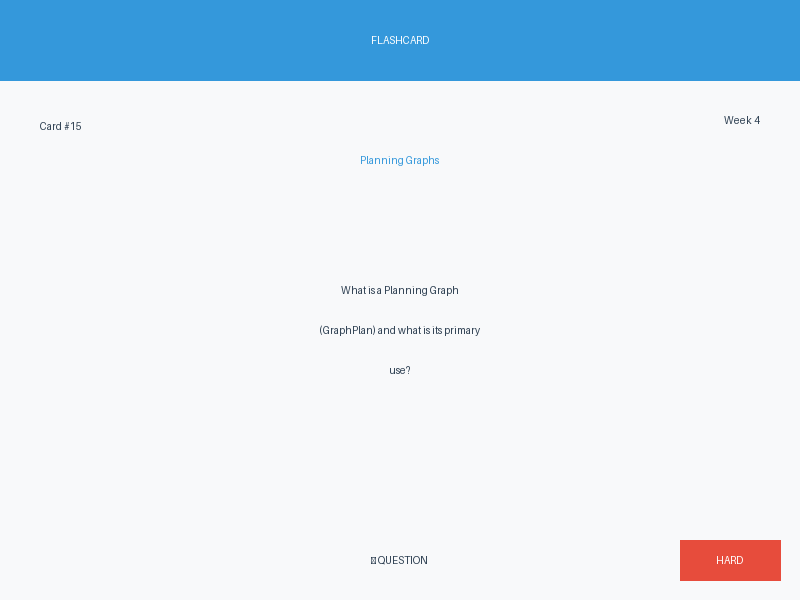 FLASHCARD
Card #15
Week 4
Planning Graphs
What is a Planning Graph
(GraphPlan) and what is its primary
use?
QUESTION
HARD